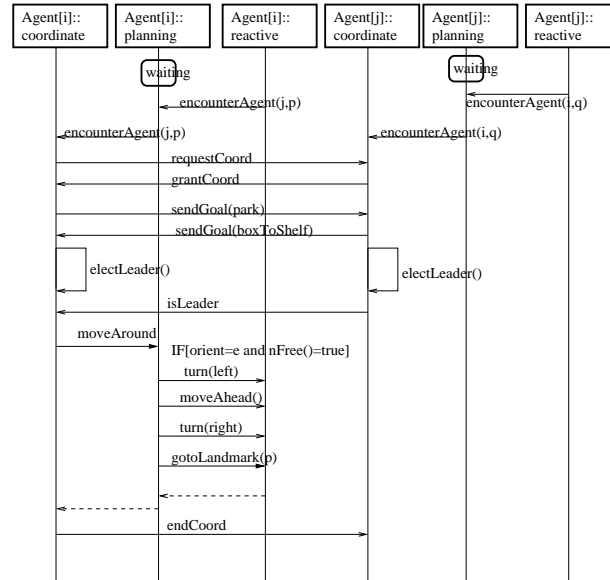 Agent[i]::
coordinate
Agent[i]::
planning
Agent[i]::
reactive
Agent[j]::
coordinate
Agent[j]::
planning
Agent[j]::
reactive
waiting
waiting
encounterAgent(j,p)
encounterAgent(i,q)
encounterAgent(j,p)
encounterAgent(i,q)
requestCoord
grantCoord
sendGoal(park)
sendGoal(boxToShelf)
electLeader()
electLeader()
isLeader
moveAround
IF[orient=e and nFree()=true]
turn(left)
moveAhead()
turn(right)
gotoLandmark(p)
endCoord